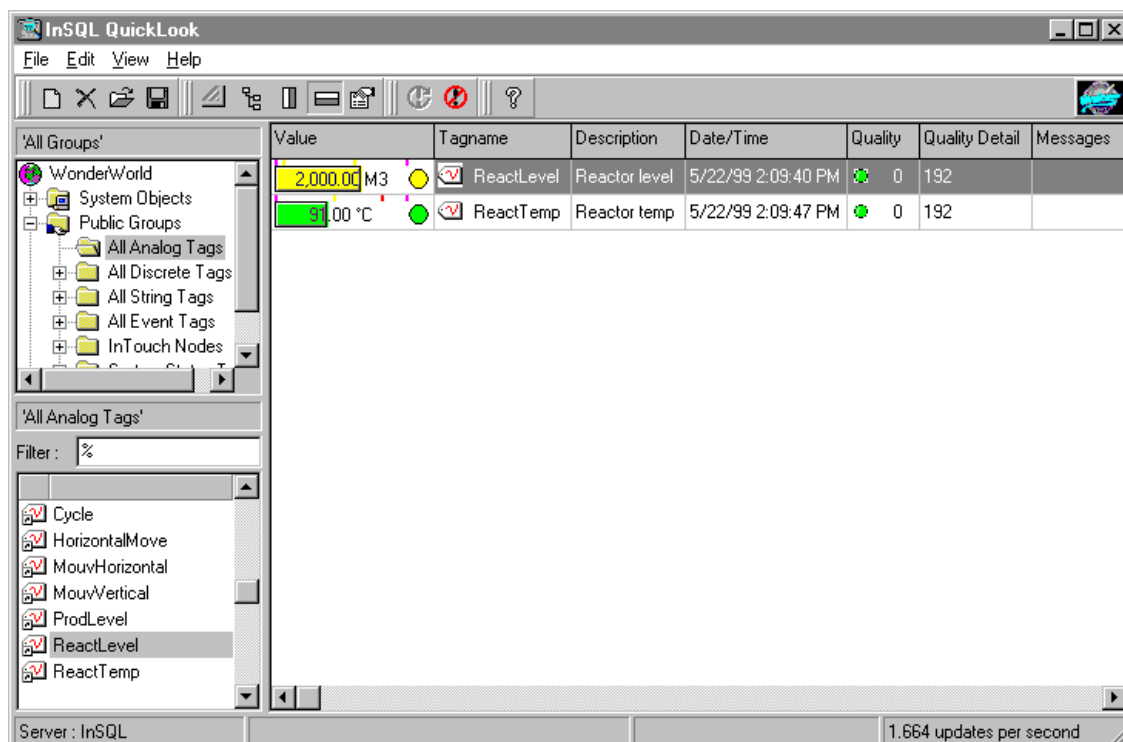 InSQL QuickLook
File Edit View Help
'All Groups'
WonderWorld
System Objects
Public Groups
All Analog Tags
All Discrete Tags
All String Tags
All Event Tags
InTouch Nodes
'All Analog Tags'
Filter : %
Cycle
HorizontalMove
MouvHorizontal
MouvVertical
ProdLevel
ReactLevel
ReactTemp
Value Tagname Description Date/Time Quality Quality Detail Messages
2,000.00 M3 ReactLevel Reactor level 5/22/99 2:09:40 PM 0 192
91.00 °C ReactTemp Reactor temp 5/22/99 2:09:47 PM 0 192
Server : InSQL 1.664 updates per second